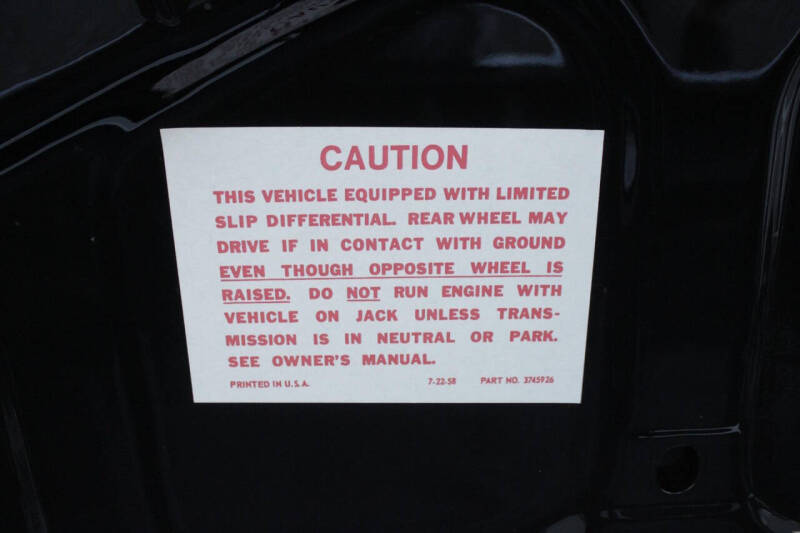 CAUTION
THIS VEHICLE EQUIPPED WITH LIMITED
SLIP DIFFERENTIAL. REAR WHEEL MAY
DRIVE IF IN CONTACT WITH GROUND
EVEN THOUGH OPPOSITE WHEEL IS
RAISED. DO NOT RUN ENGINE WITH
VEHICLE ON JACK UNLESS TRANS-
MISSION IS IN NEUTRAL OR PARK.
SEE OWNER'S MANUAL.
PRINTED IN U.S.A. 7-22-58 PART NO. 3745926